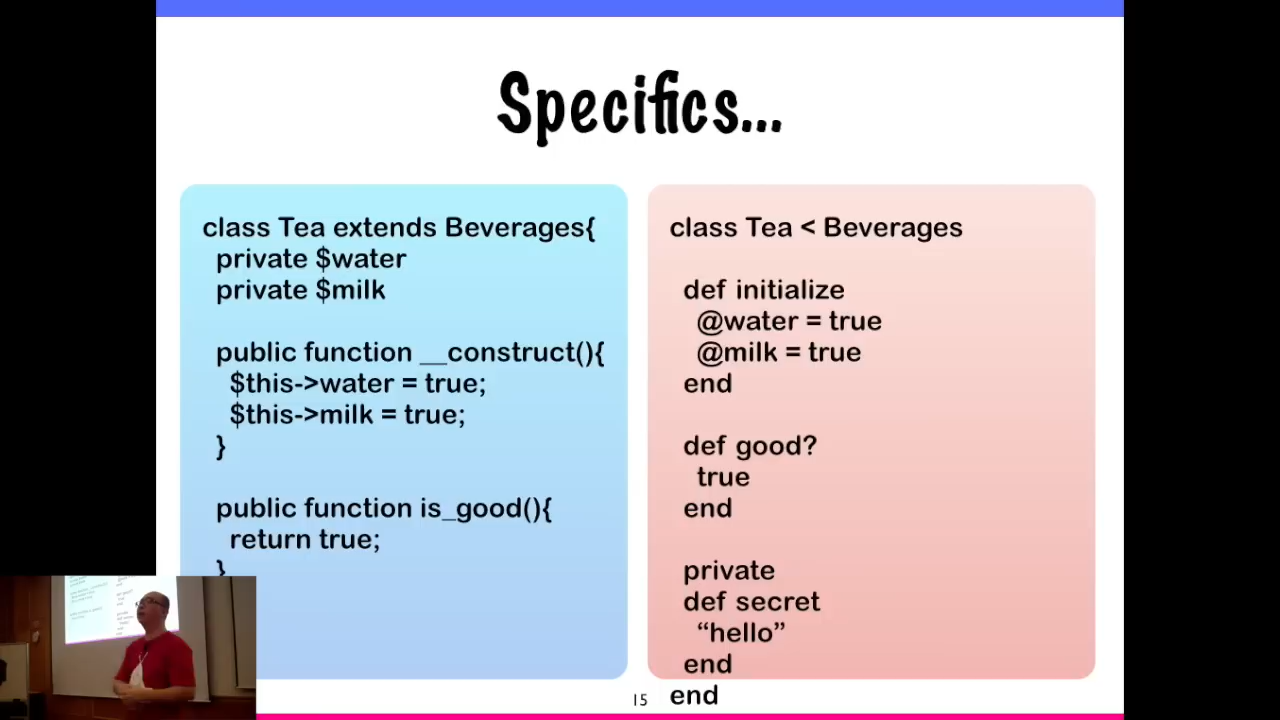 Specifics...
class Tea extends Beverages{
private $water
private $milk
public function __construct(){
$this->water = true;
$this->milk = true;
}
public function is_good(){
return true;
}
class Tea < Beverages
def initialize
@water = true
@milk = true
end
def good?
true
end
private
def secret
“hello”
end
end
15